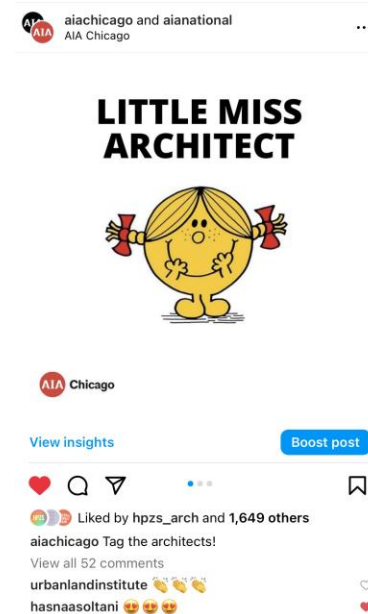 aiachicago and aianational
AIA Chicago
LITTLE MISS
ARCHITECT
AIA Chicago
View insights
Boost post
Liked by hpzs_arch and 1,649 others
aiachicago Tag the architects!
View all 52 comments
urbanlandinstitute 👏👏👏
hasnaasoltani 😍😍😍